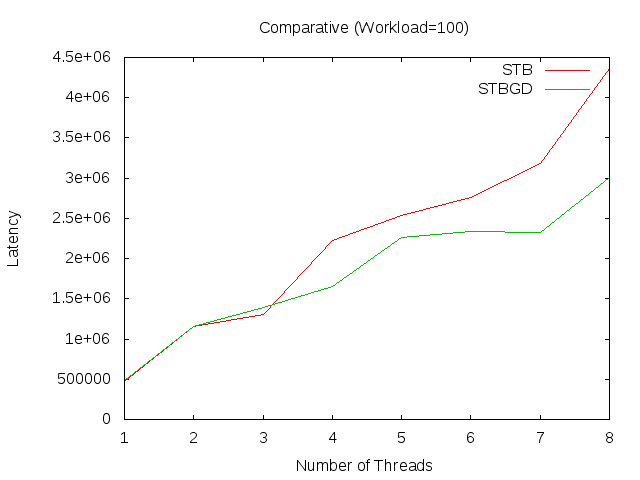 Comparative (Workload=100)
4.5e+06
4e+06
3.5e+06
3e+06
2.5e+06
2e+06
1.5e+06
1e+06
500000
0
STB
STBGD
Latency
1 2 3 4 5 6 7 8
Number of Threads